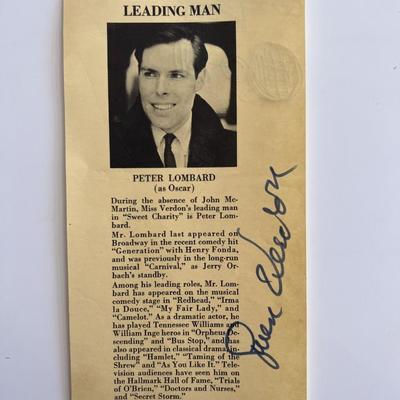 LEADING MAN
PETER LOMBARD
(as Oscar)
During the absence of John Mc-
Martin, Miss Verdon's leading man
in "Sweet Charity" is Peter Lom-
bard.
Mr. Lombard last appeared on
Broadway in the recent comedy hit
"Generation" with Henry Fonda,
and was previously in the long-run
musical "Carnival," as Jerry Or-
bach's standby.
Among his leading roles, Mr. Lom-
bard has appeared on the musical
comedy stage in "Redhead," "Irma
la Douce," "My Fair Lady," and
"Camelot." As a dramatic actor, he
has played Tennessee Williams and
William Inge heros in "Orpheus De-
scending" and "Bus Stop," and has
also appeared in classical drama in-
cluding "Hamlet," "Taming of the
Shrew" and "As You Like It." Tele-
vision audiences have seen him on
the Hallmark Hall of Fame, "Trials
of O'Brien," "Doctors and Nurses,"
and "Secret Storm."
Gwen Verdon